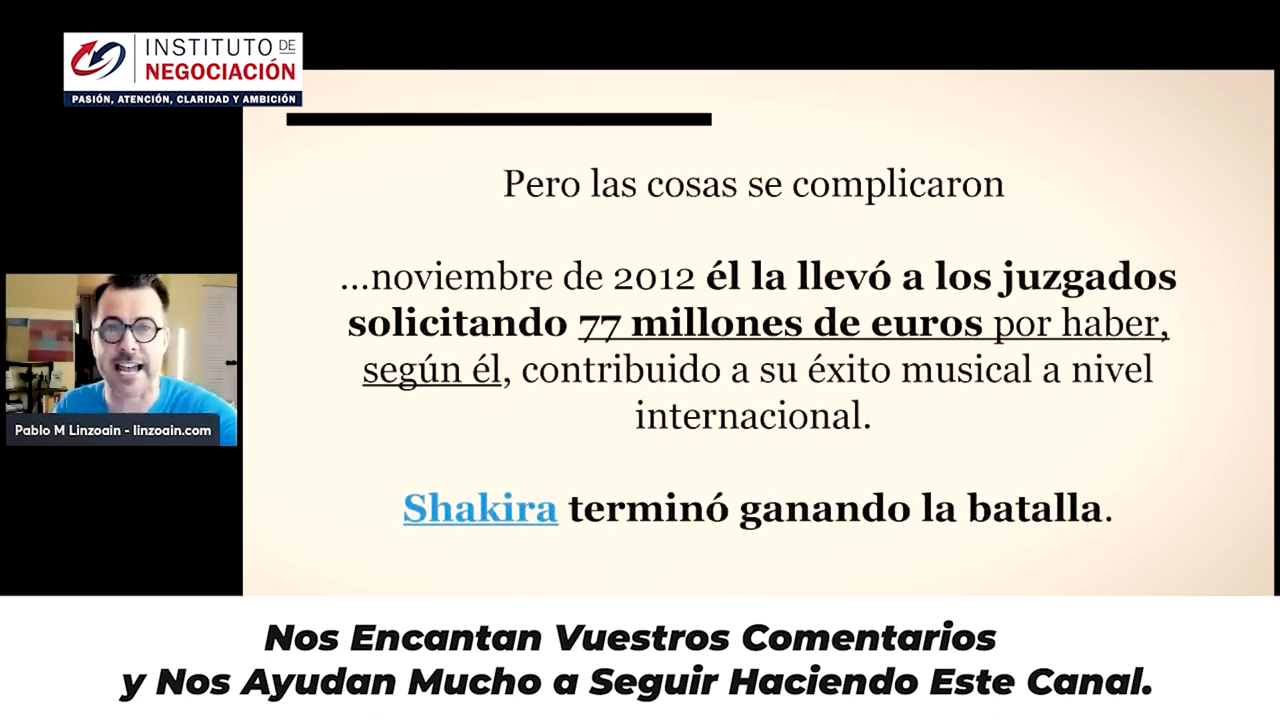 INSTITUTO DE
NEGOCIACIÓN
PASIÓN, ATENCIÓN, CLARIDAD Y AMBICIÓN
Pero las cosas se complicaron
...noviembre de 2012 él la llevó a los juzgados
solicitando 77 millones de euros por haber,
según él, contribuido a su éxito musical a nivel
internacional.
Shakira terminó ganando la batalla.
Pablo M Linzoain - linzoain.com
Nos Encantan Vuestros Comentarios
y Nos Ayudan Mucho a Seguir Haciendo Este Canal.